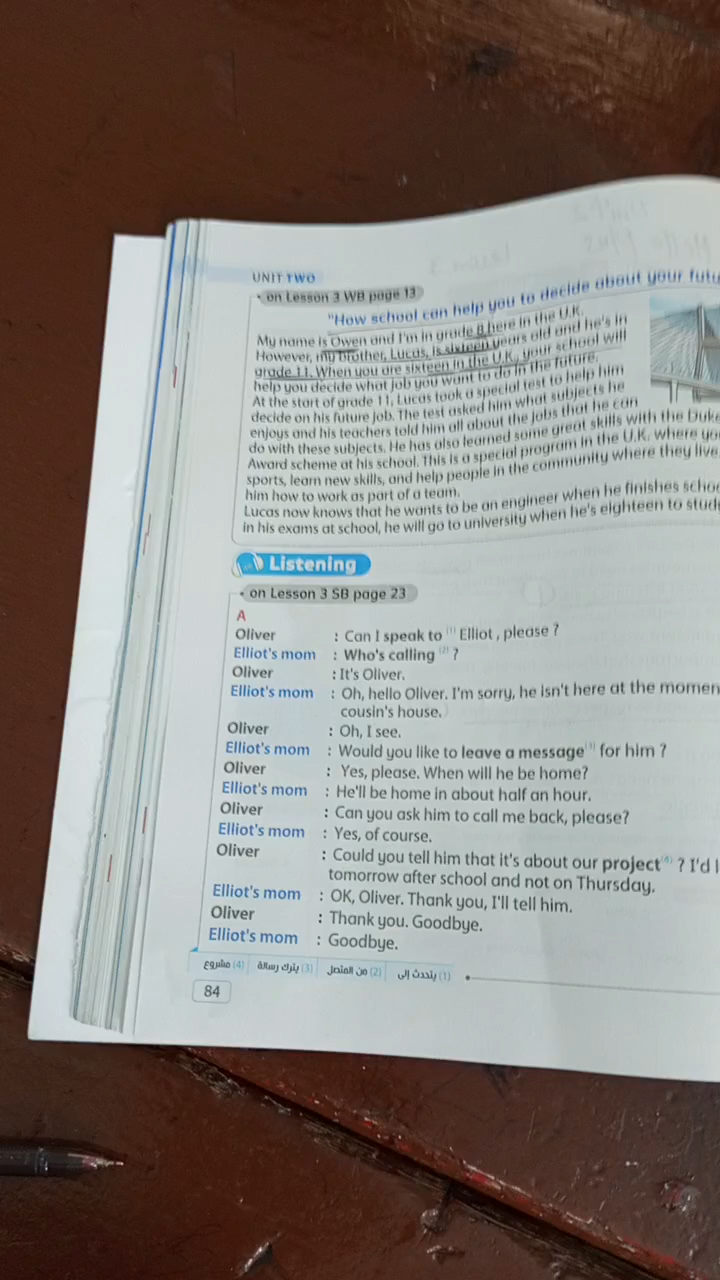 UNIT TWO
• on Lesson 3 WB page 13
"How school can help you to decide about your
My name is Owen and I'm in grade 8 here in the U.K.
However, my brother, Lucas, is sixteen years old and he's in
grade 11. When you are sixteen in the U.K., your school will
help you decide what job you want to do in the future.
At the start of grade 11, Lucas took a special test to help him
decide on his future job. The test asked him what subjects he
enjoys and his teachers told him all about the jobs that he can
do with these subjects. He has also learned some great skills with the Duke
Award scheme at his school. This is a special program in the U.K. where
sports, learn new skills, and help people in the community where they live
him how to work as part of a team.
Lucas now knows that he wants to be an engineer when he finishes
in his exams at school, he will go to university when he's eighteen to
Listening
• on Lesson 3 SB page 23
A
Oliver : Can I speak to (1) Elliot , please ?
Elliot's mom : Who's calling (2) ?
Oliver : It's Oliver.
Elliot's mom : Oh, hello Oliver. I'm sorry, he isn't here at the
cousin's house.
Oliver : Oh, I see.
Elliot's mom : Would you like to leave a message (3) for him ?
Oliver : Yes, please. When will he be home?
Elliot's mom : He'll be home in about half an hour.
Oliver : Can you ask him to call me back, please?
Elliot's mom : Yes, of course.
Oliver : Could you tell him that it's about our project (4) ? I'd
tomorrow after school and not on Thursday.
Elliot's mom : OK, Oliver. Thank you, I'll tell him.
Oliver : Thank you. Goodbye.
Elliot's mom : Goodbye.
(1) يتحدث إلى (2) من المتصل (3) يترك رسالة (4) مشروع
84